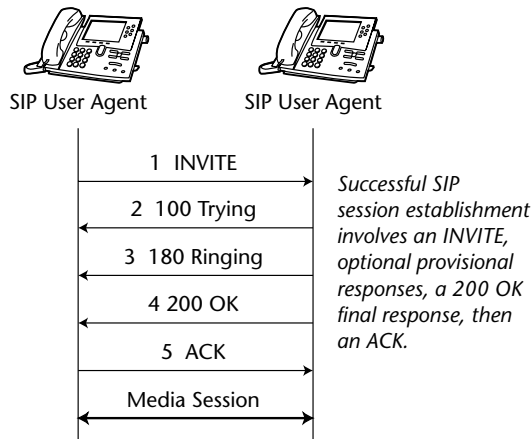 SIP User Agent
SIP User Agent
1 INVITE
2 100 Trying
3 180 Ringing
4 200 OK
5 ACK
Media Session
Successful SIP
session establishment
involves an INVITE,
optional provisional
responses, a 200 OK
final response, then
an ACK.